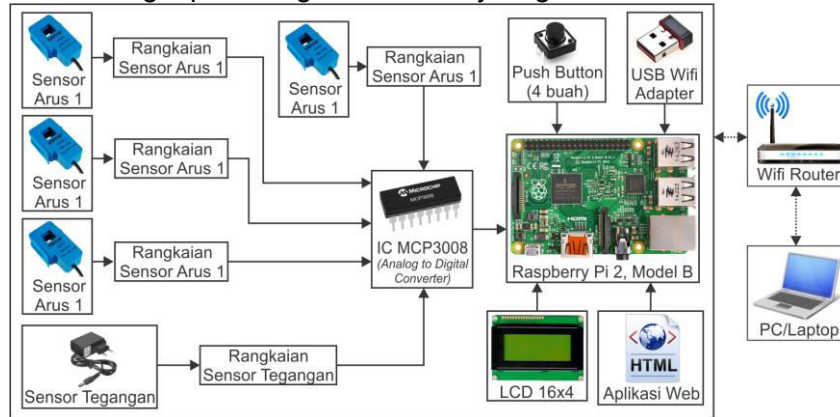 Sensor
Arus 1
Rangkaian
Sensor Arus 1
Sensor
Arus 1
Rangkaian
Sensor Arus 1
Push Button
(4 buah)
USB Wifi
Adapter
Wifi Router
Sensor
Arus 1
Rangkaian
Sensor Arus 1
MICROCHIP
MCP3008
IC MCP3008
(Analog to Digital
Converter)
HDMI
Raspberry Pi 2, Model B
PC/Laptop
Sensor
Arus 1
Rangkaian
Sensor Arus 1
Sensor Tegangan
Rangkaian
Sensor Tegangan
LCD 16x4
HTML
Aplikasi Web